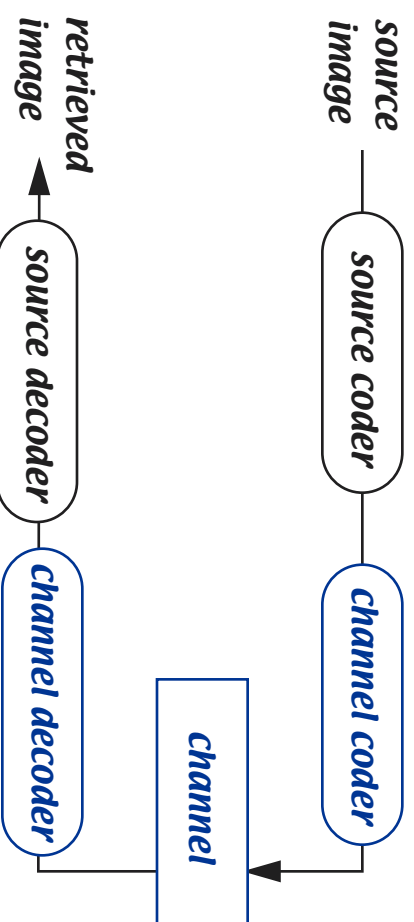 source
image
source coder
channel coder
channel
retrieved
image
source decoder
channel decoder